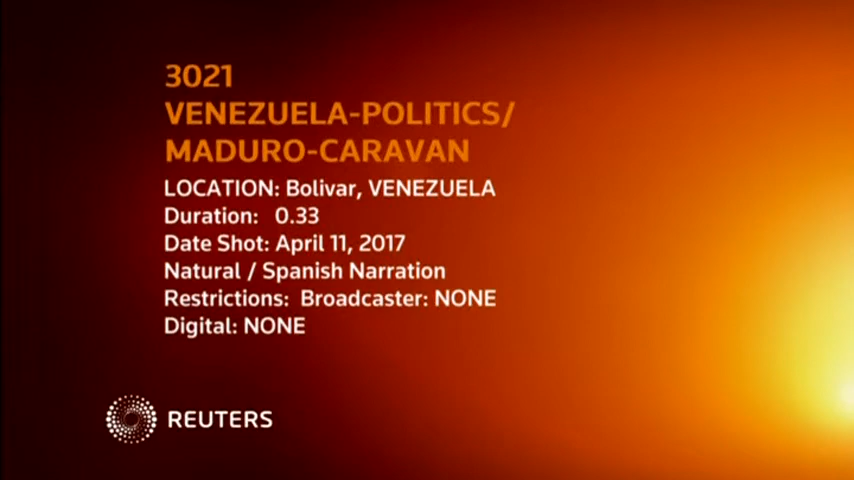 3021
VENEZUELA-POLITICS/
MADURO-CARAVAN
LOCATION: Bolivar, VENEZUELA
Duration: 0.33
Date Shot: April 11, 2017
Natural / Spanish Narration
Restrictions: Broadcaster: NONE
Digital: NONE
REUTERS